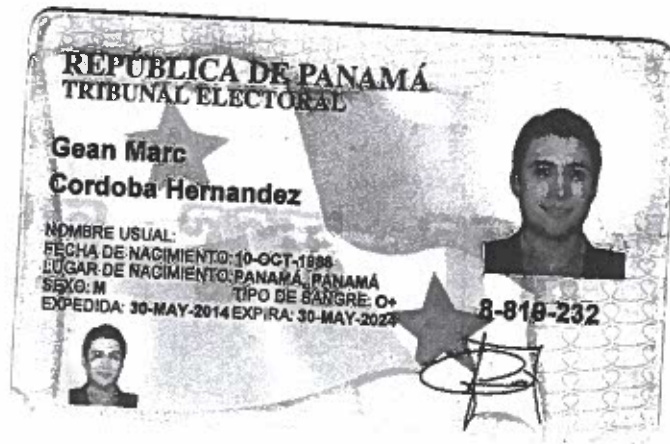 REPÚBLICA DE PANAMÁ
TRIBUNAL ELECTORAL
Gean Marc
Cordoba Hernandez
NOMBRE USUAL:
FECHA DE NACIMIENTO: 10-OCT-1988
LUGAR DE NACIMIENTO: PANAMÁ, PANAMÁ
SEXO: M TIPO DE SANGRE: O+
EXPEDIDA: 30-MAY-2014 EXPIRA: 30-MAY-2024
8-819-232